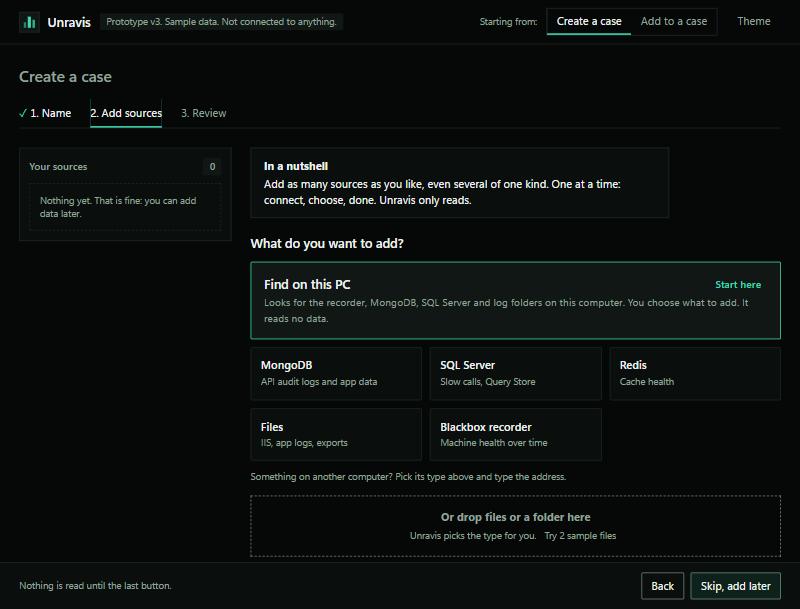 Unravis
Prototype v3. Sample data. Not connected to anything.
Starting from:
Create a case
Add to a case
Theme
Create a case
✓ 1. Name
2. Add sources
3. Review
Your sources
0
Nothing yet. That is fine: you can add
data later.
In a nutshell
Add as many sources as you like, even several of one kind. One at a time:
connect, choose, done. Unravis only reads.
What do you want to add?
Find on this PC
Start here
Looks for the recorder, MongoDB, SQL Server and log folders on this computer. You choose what to add. It
reads no data.
MongoDB
API audit logs and app data
SQL Server
Slow calls, Query Store
Redis
Cache health
Files
IIS, app logs, exports
Blackbox recorder
Machine health over time
Something on another computer? Pick its type above and type the address.
Or drop files or a folder here
Unravis picks the type for you. Try 2 sample files
Nothing is read until the last button.
Back
Skip, add later